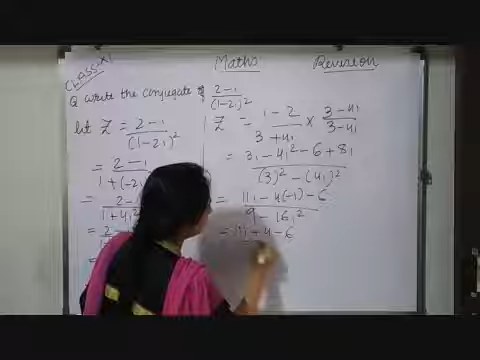 CLASS-XI
Maths
Revision
Q Write the conjugate of (2-i)/(1-2i)^2
let Z = (2-i)/(1-2i)^2
= (2-i)/(1+(-2i
= 2-i/(1+4i^2
= 2-i
=
Z = (i-2)/(3+4i) × (3-4i)/(3-4i)
= (3i-4i^2-6+8i)/((3)^2-(4i)^2)
= (11i-4(-1)-6)/(9-16i^2)
= 11i+4-6